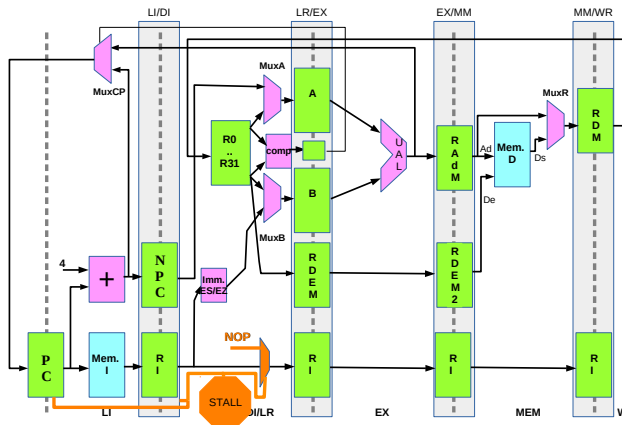 LI/DI
LR/EX
EX/MM
MM/WR
MuxCP
MuxA
MuxR
A
R0
..
R31
comp
U
A
L
R
A
d
M
Ad
Mem.
D
Ds
R
D
M
B
De
MuxB
4
+
N
P
C
Imm.
ES/EZ
R
D
E
M
R
D
E
M
2
NOP
P
C
Mem.
I
R
I
R
I
R
I
R
I
STALL
LI
DI/LR
EX
MEM
W